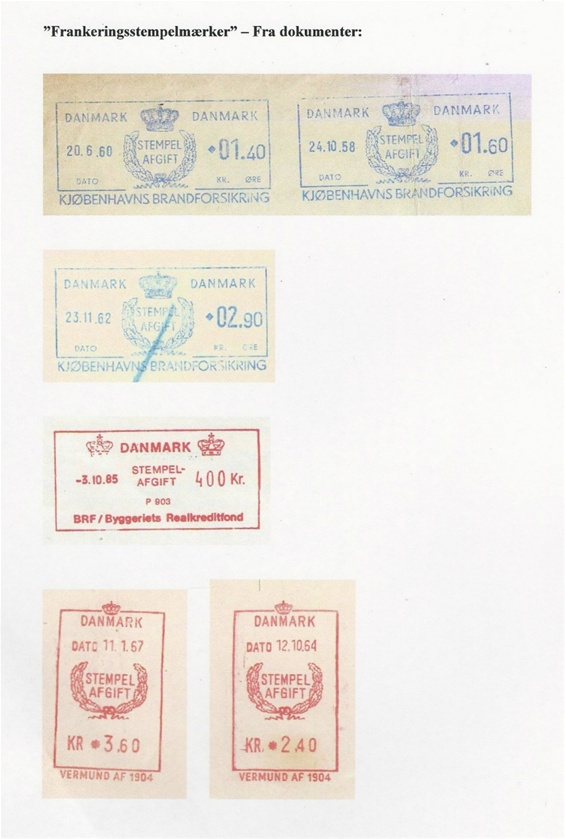 ”Frankeringsstempelmærker” – Fra dokumenter:
DANMARK DANMARK
20.6.60 STEMPEL AFGIFT *01.40
DATO KR. ØRE
KJØBENHAVNS BRANDFORSIKRING
DANMARK DANMARK
24.10.58 STEMPEL AFGIFT *01.60
DATO KR. ØRE
KJØBENHAVNS BRANDFORSIKRING
DANMARK DANMARK
23.11.62 STEMPEL AFGIFT *02.90
DATO KR. ØRE
KJØBENHAVNS BRANDFORSIKRING
DANMARK
-3.10.85 STEMPEL-AFGIFT 400 Kr.
P 903
BRF/Byggeriets Realkreditfond
DANMARK
DATO 11. 1.67
STEMPEL
AFGIFT
KR *3.60
VERMUND AF 1904
DANMARK
DATO 12.10.64
STEMPEL
AFGIFT
KR. *2.40
VERMUND AF 1904